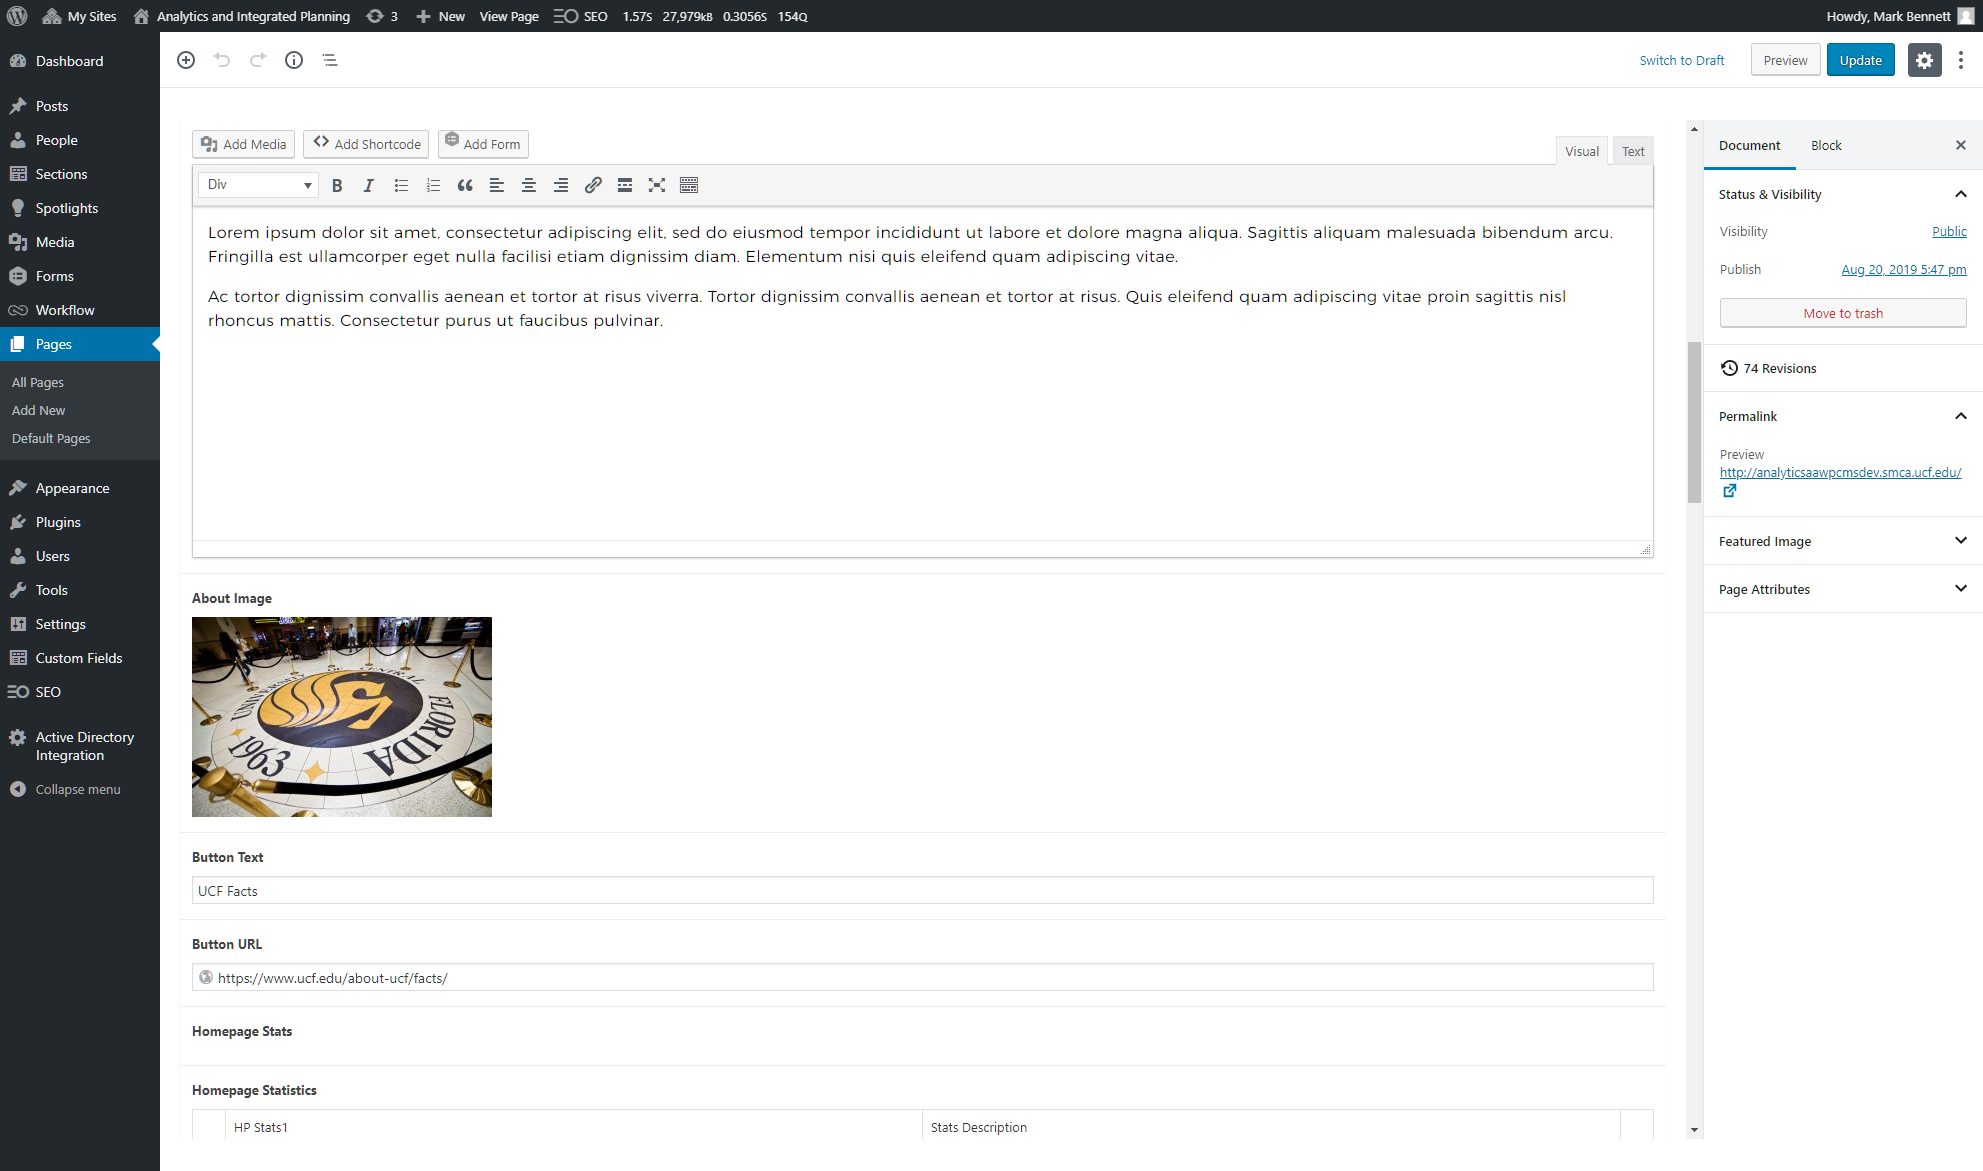 My Sites Analytics and Integrated Planning 3 New View Page SEO 1.57S 27,979KB 0.3056S 154Q Howdy, Mark Bennett
Dashboard
Posts
People
Sections
Spotlights
Media
Forms
Workflow
Pages
All Pages
Add New
Default Pages
Appearance
Plugins
Users
Tools
Settings
Custom Fields
SEO
Active Directory
Integration
Collapse menu
Switch to Draft Preview Update
Add Media Add Shortcode Add Form Visual Text
Div
Lorem ipsum dolor sit amet, consectetur adipiscing elit, sed do eiusmod tempor incididunt ut labore et dolore magna aliqua. Sagittis aliquam malesuada bibendum arcu.
Fringilla est ullamcorper eget nulla facilisi etiam dignissim diam. Elementum nisi quis eleifend quam adipiscing vitae.
Ac tortor dignissim convallis aenean et tortor at risus viverra. Tortor dignissim convallis aenean et tortor at risus. Quis eleifend quam adipiscing vitae proin sagittis nisl
rhoncus mattis. Consectetur purus ut faucibus pulvinar.
About Image
UNIVERSITY OF CENTRAL FLORIDA
1963
Button Text
UCF Facts
Button URL
https://www.ucf.edu/about-ucf/facts/
Homepage Stats
Homepage Statistics
HP Stats1 Stats Description
Document Block
Status & Visibility
Visibility Public
Publish Aug 20, 2019 5:47 pm
Move to trash
74 Revisions
Permalink
Preview
http://analyticsaawpcmsdev.smca.ucf.edu/
Featured Image
Page Attributes